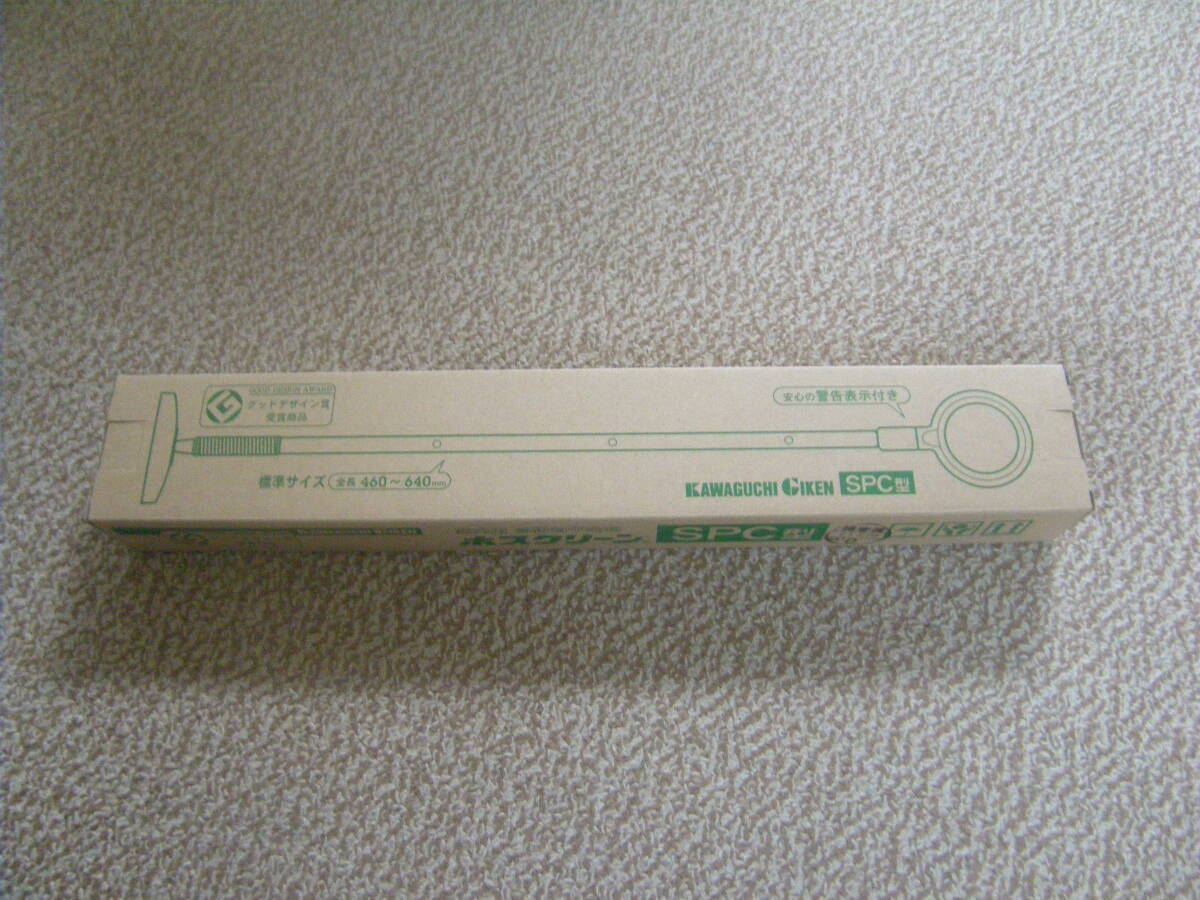 GOOD DESIGN AWARD
グッドデザイン賞
受賞商品
安心の警告表示付き
標準サイズ 全長 460～640mm
KAWAGUCHI GIKEN SPC型
KAWAGUCHI GIKEN
ホスクリーン SPC型